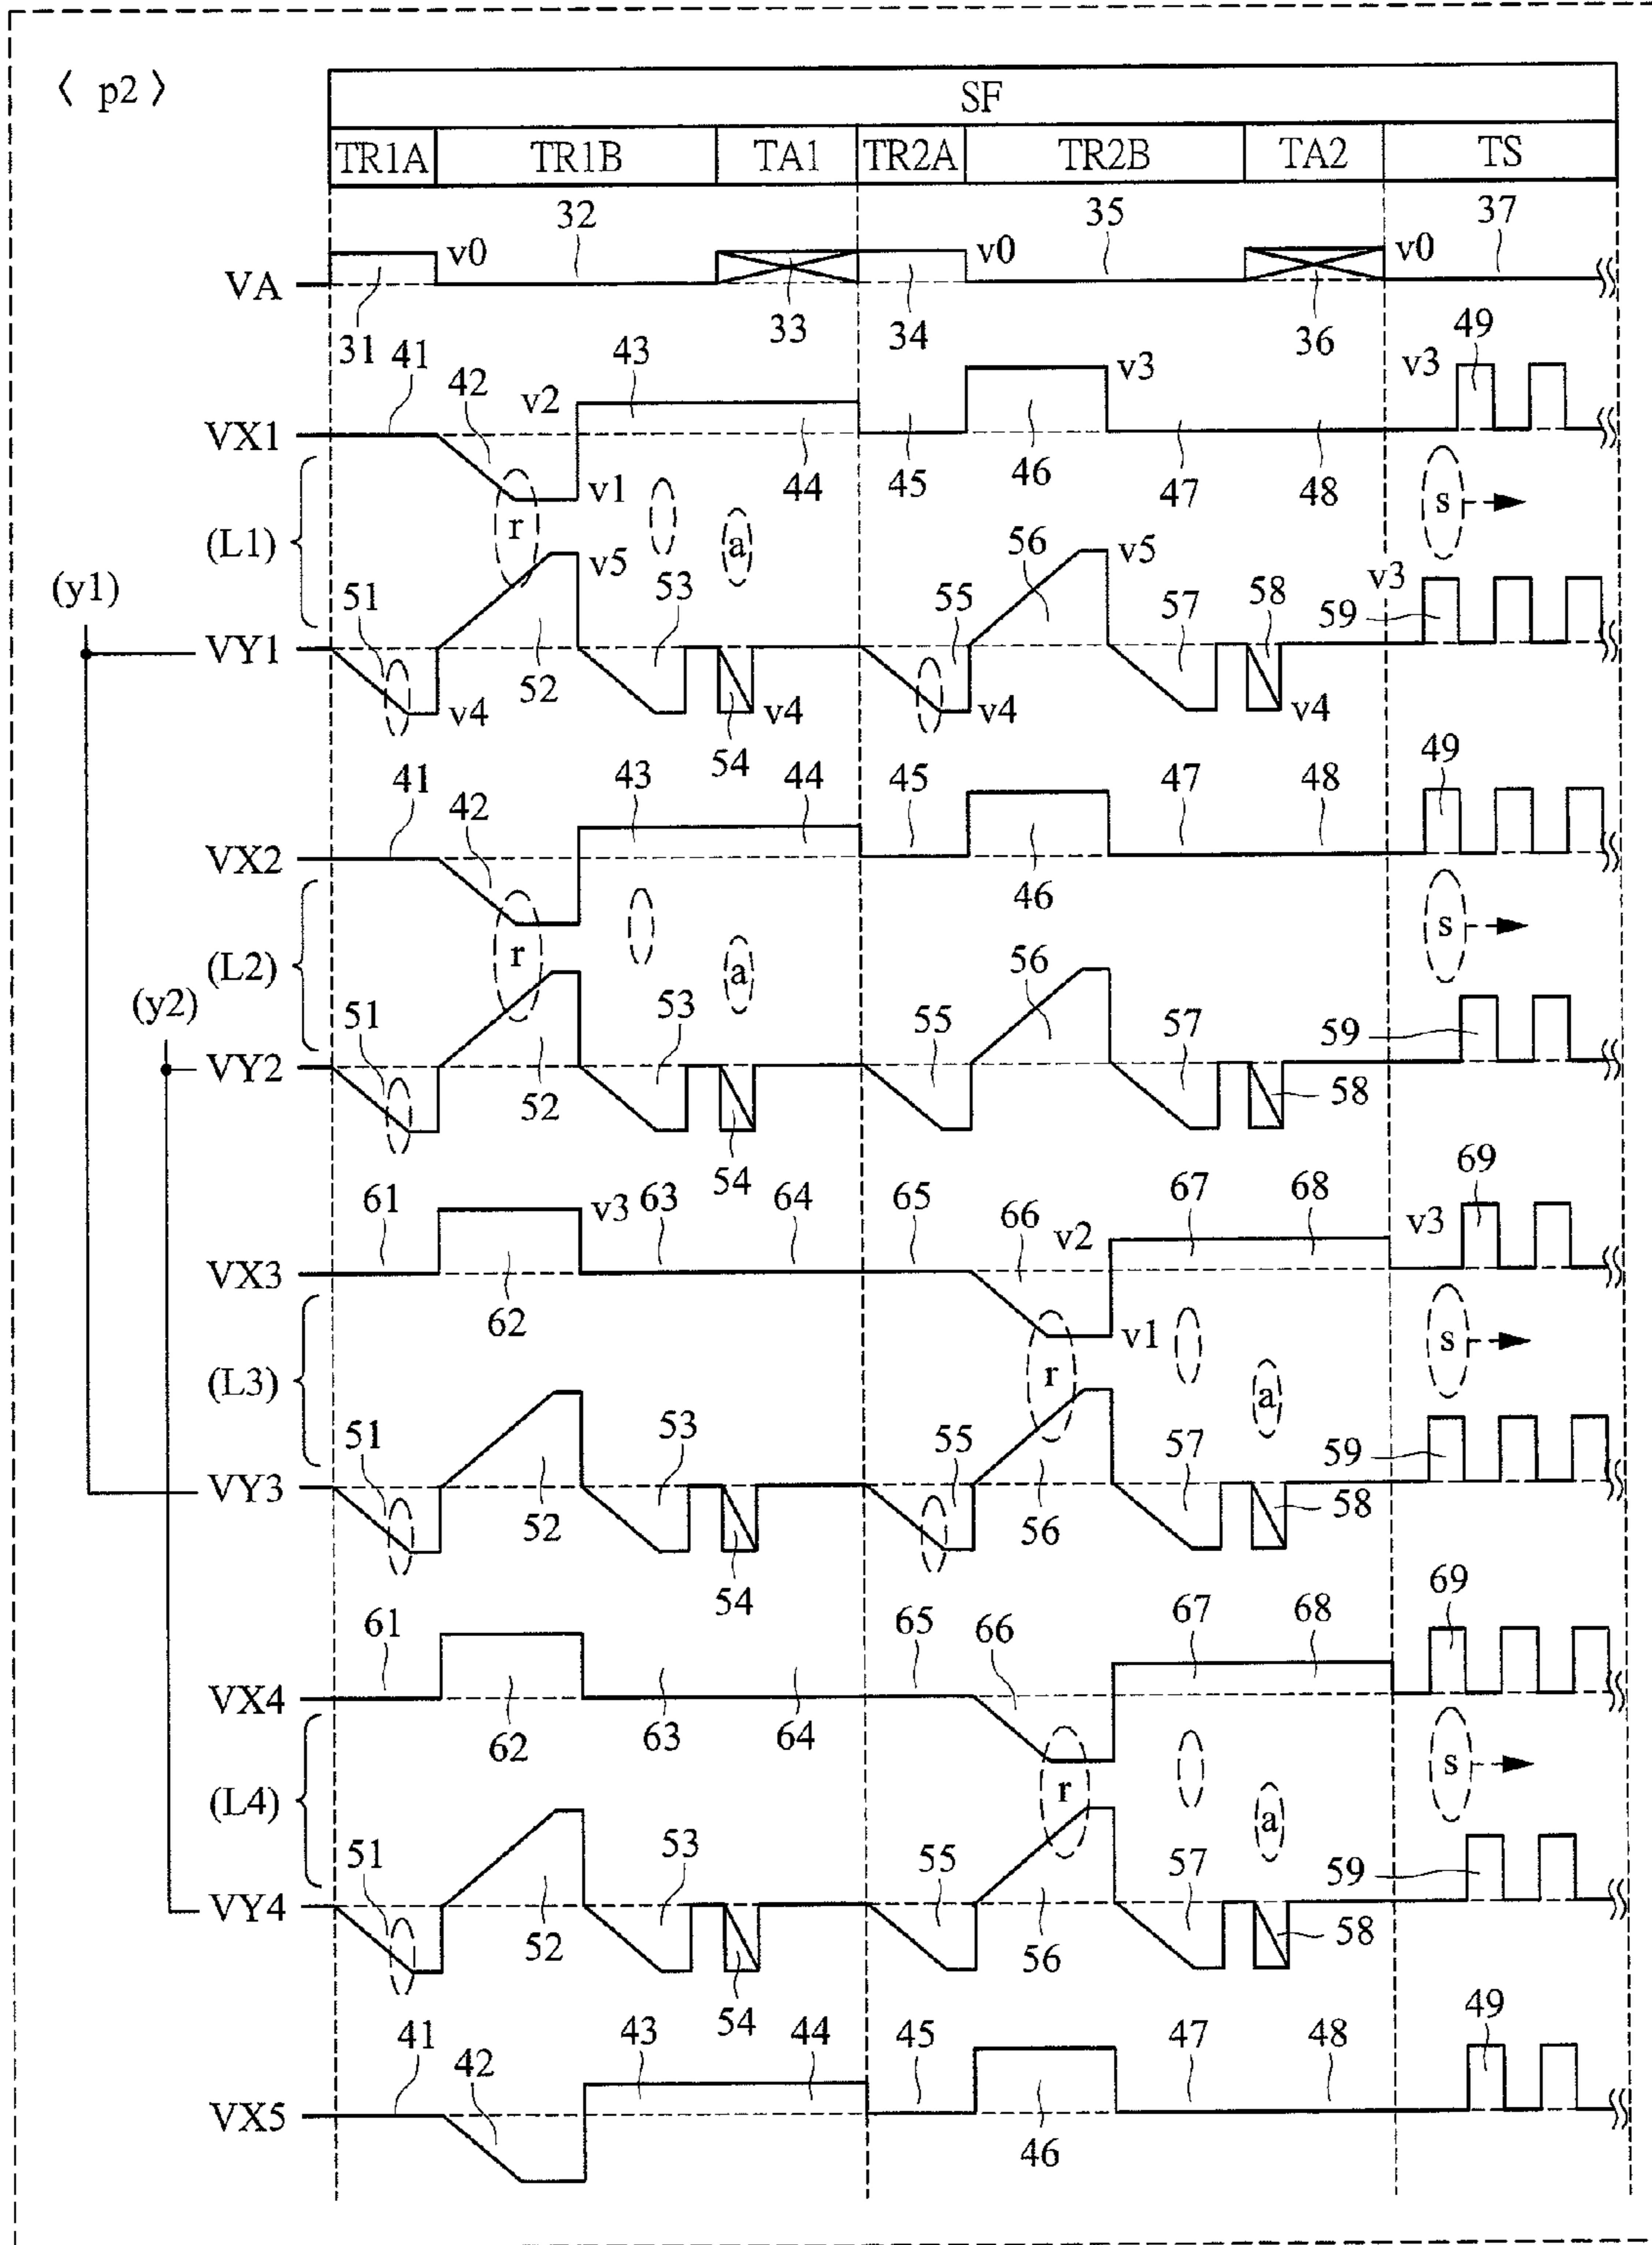 〈 p2 〉
SF
TR1A TR1B TA1 TR2A TR2B TA2 TS
32 35 37
v0 v0 v0
VA
31 33 34 36
41 42 v2 43 v3 v3 49
VX1
v1 44 45 46 47 48
(L1) r a s
v5 56 v5 v3
(y1) 51 53 55 57 58 59
VY1
52
v4 v4 v4 v4
54
41 43 44 45 47 48 49
42
VX2
46
(L2) r a s
(y2) 51 53 56 57 59
55
VY2
52 58
54
61 v3 63 64 65 66 v2 67 68 v3 69
VX3
62 v1
(L3) r a s
51 53 55 57 59
VY3
52 56 58
54
61 65 66 67 68 69
VX4
62 63 64
(L4) r a s
51 53 55 57 59
VY4
52 56 58
54
41 42 43 44 45 47 48 49
VX5
46